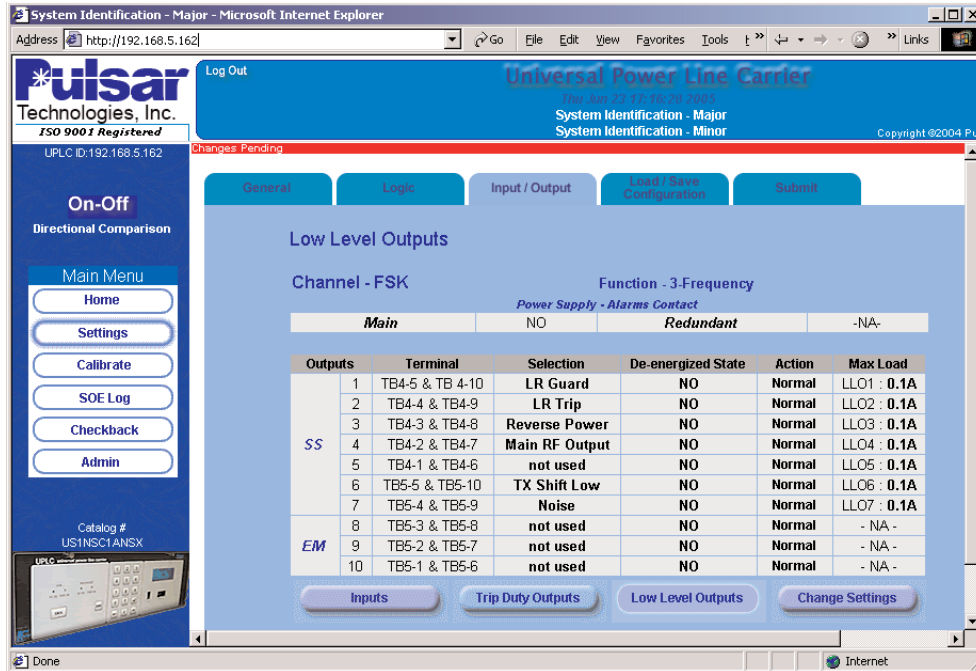 System Identification - Major - Microsoft Internet Explorer
Address http://192.168.5.162 Go File Edit View Favorites Tools Links
Pulsar
Technologies, Inc.
ISO 9001 Registered
Log Out
Universal Power Line Carrier
Thu Jun 23 17:16:20 2005
System Identification - Major
System Identification - Minor
Copyright ©2004 Pu
UPLC ID:192.168.5.162
Changes Pending
On-Off
Directional Comparison
Main Menu
Home
Settings
Calibrate
SOE Log
Checkback
Admin
Catalog #
US1NSC1ANSX
UPLC
General Logic Input / Output Load / Save Configuration Submit
Low Level Outputs
Channel - FSK Function - 3-Frequency
Power Supply - Alarms Contact
Main NO Redundant -NA-
Outputs Terminal Selection De-energized State Action Max Load
SS
1 TB4-5 & TB 4-10 LR Guard NO Normal LLO1 : 0.1A
2 TB4-4 & TB4-9 LR Trip NO Normal LLO2 : 0.1A
3 TB4-3 & TB4-8 Reverse Power NO Normal LLO3 : 0.1A
4 TB4-2 & TB4-7 Main RF Output NO Normal LLO4 : 0.1A
5 TB4-1 & TB4-6 not used NO Normal LLO5 : 0.1A
6 TB5-5 & TB5-10 TX Shift Low NO Normal LLO6 : 0.1A
7 TB5-4 & TB5-9 Noise NO Normal LLO7 : 0.1A
EM
8 TB5-3 & TB5-8 not used NO Normal - NA -
9 TB5-2 & TB5-7 not used NO Normal - NA -
10 TB5-1 & TB5-6 not used NO Normal - NA -
Inputs Trip Duty Outputs Low Level Outputs Change Settings
Done Internet